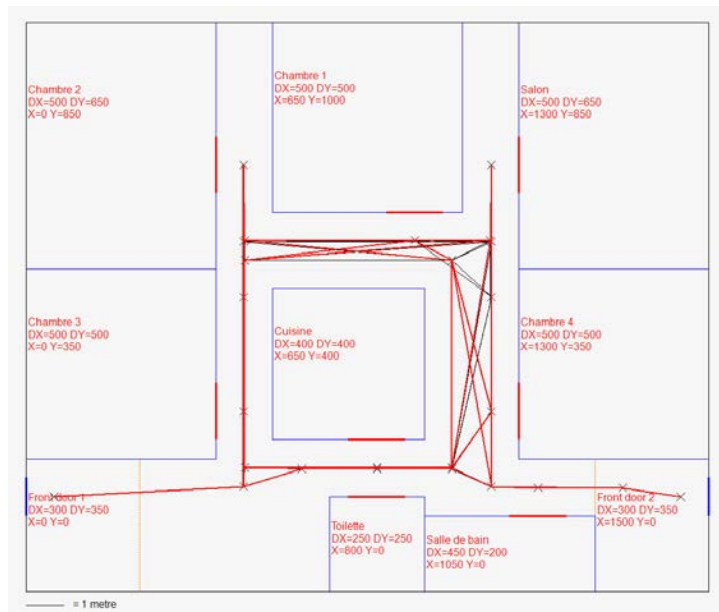 Chambre 2
DX=500 DY=650
X=0 Y=850
Chambre 1
DX=500 DY=500
X=650 Y=1000
Salon
DX=500 DY=650
X=1300 Y=850
Chambre 3
DX=500 DY=500
X=0 Y=350
Cuisine
DX=400 DY=400
X=650 Y=400
Chambre 4
DX=500 DY=500
X=1300 Y=350
Front door 1
DX=300 DY=350
X=0 Y=0
Toilette
DX=250 DY=250
X=800 Y=0
Salle de bain
DX=450 DY=200
X=1050 Y=0
Front door 2
DX=300 DY=350
X=1500 Y=0
= 1 metre